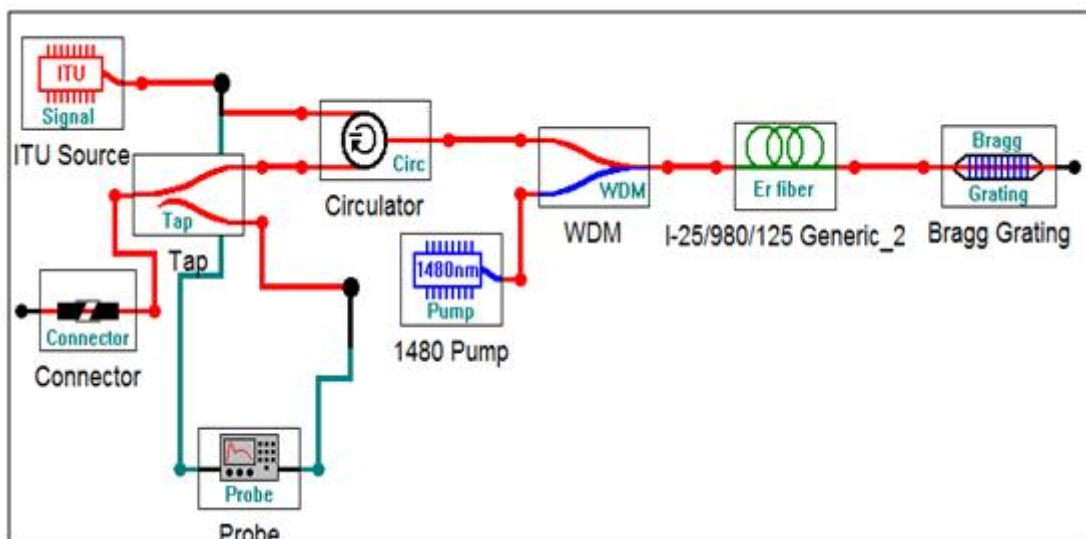 ITU
Signal
ITU Source
Circ
Circulator
Tap
Tap
Connector
Connector
WDM
WDM
1480nm
Pump
1480 Pump
Er fiber
I-25/980/125 Generic_2
Bragg
Grating
Bragg Grating
Probe
Probe